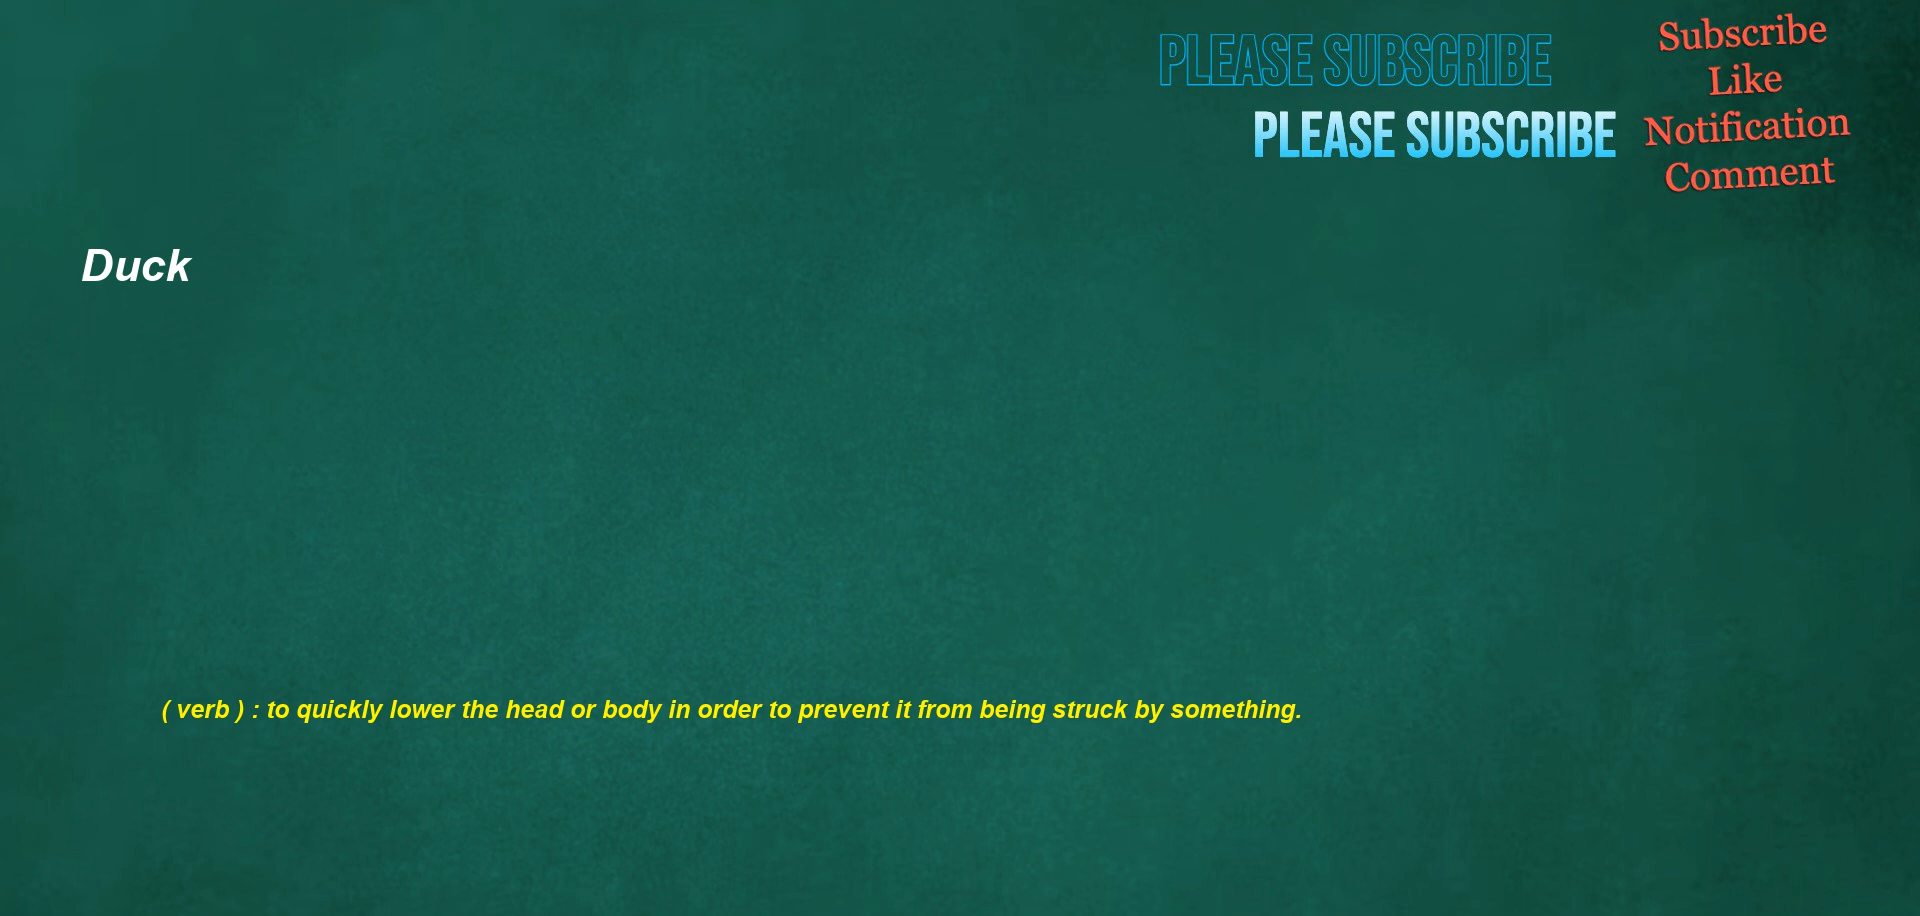 PLEASE SUBSCRIBE
PLEASE SUBSCRIBE
Subscribe
Like
Notification
Comment
Duck
( verb ) : to quickly lower the head or body in order to prevent it from being struck by something.